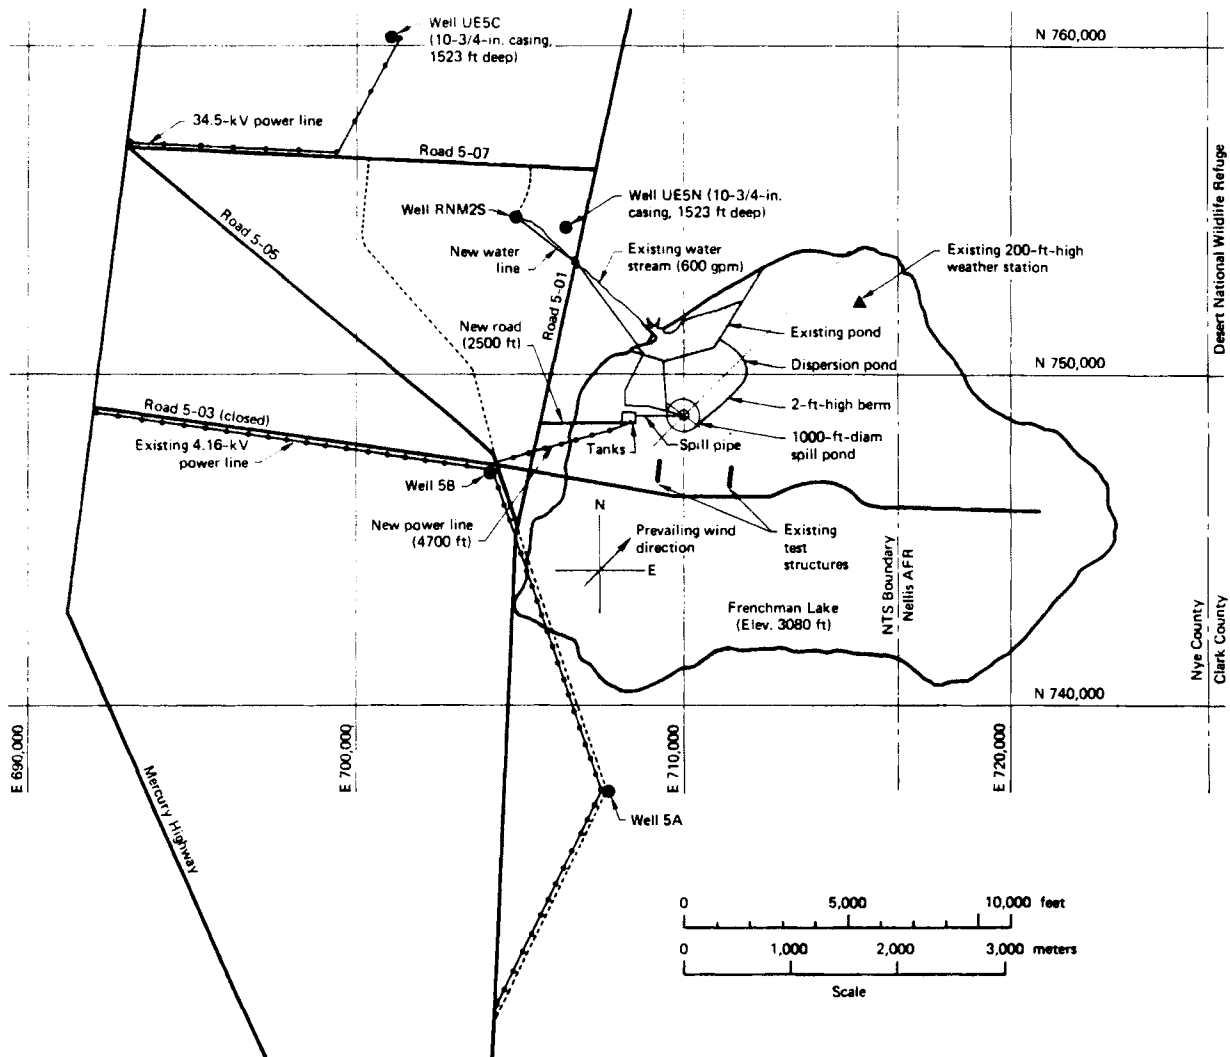 Well UE5C
(10-3/4-in. casing,
1523 ft deep)
N 760,000
34.5-kV power line
Road 5-07
Desert National Wildlife Refuge
Well RNM2S
Well UE5N (10-3/4-in.
casing, 1523 ft deep)
Road 5-05
New water
line
Existing water
stream (600 gpm)
Existing 200-ft-high
weather station
Road 5-01
New road
(2500 ft)
Existing pond
N 750,000
Dispersion pond
2-ft-high berm
Road 5-03 (closed)
Existing 4.16-kV
power line
Tanks
Spill pipe
1000-ft-diam
spill pond
Well 5B
New power line
(4700 ft)
N
E
Prevailing wind
direction
Existing
test
structures
NTS Boundary
Nellis AFR
Frenchman Lake
(Elev. 3080 ft)
Nye County
Clark County
N 740,000
E 690,000
E 700,000
E 710,000
E 720,000
Mercury Highway
Well 5A
0 5,000 10,000 feet
0 1,000 2,000 3,000 meters
Scale